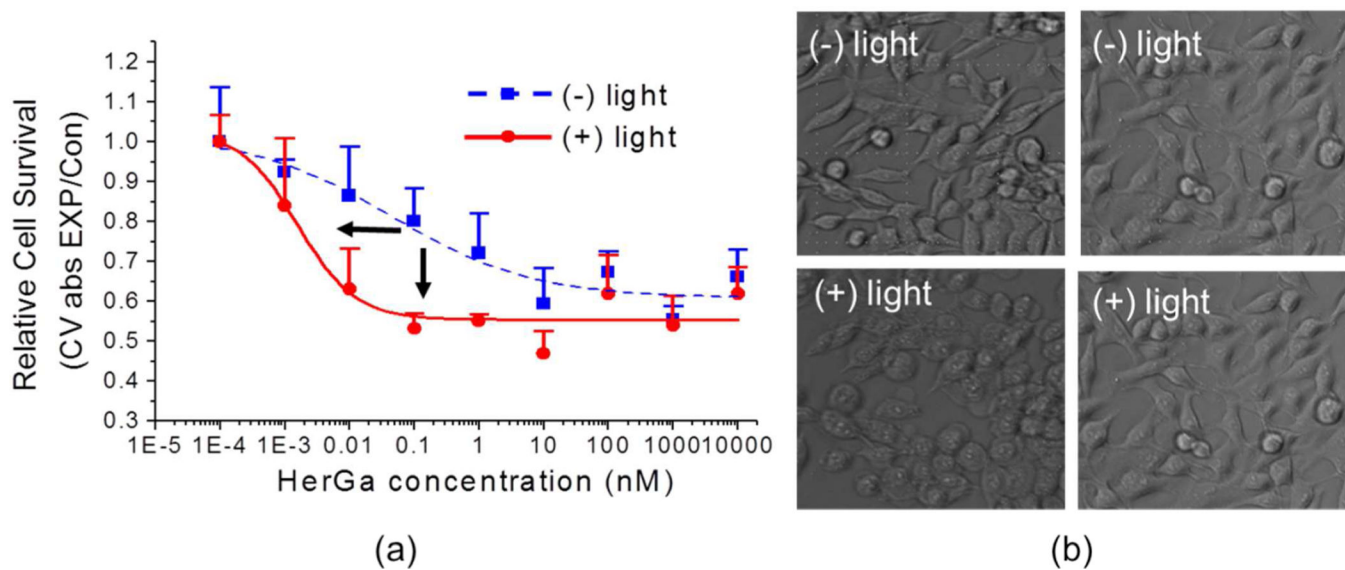 Relative Cell Survival
(CV abs EXP/Con)
1.2
1.1
1.0
0.9
0.8
0.7
0.6
0.5
0.4
0.3
(-) light
(+) light
1E-5 1E-4 1E-3 0.01 0.1 1 10 100 100010000
HerGa concentration (nM)
(a)
(-) light
(-) light
(+) light
(+) light
(b)